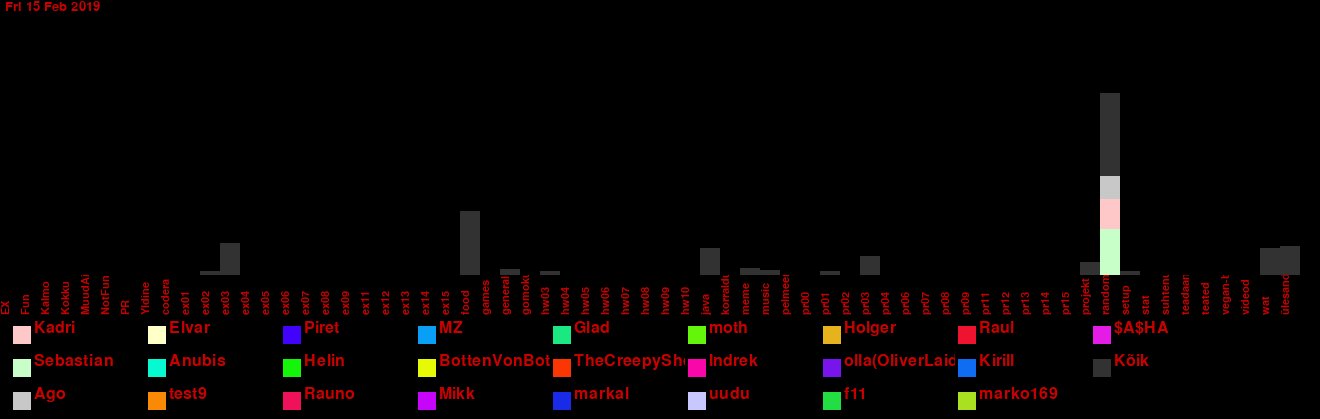 Fri 15 Feb 2019
EX
Fun
Kalmo
Kokku
MuudAi
NotFun
PR
Yldine
codera
ex01
ex02
ex03
ex04
ex05
ex06
ex07
ex08
ex09
ex11
ex12
ex13
ex14
ex15
food
games
general
gomoku
hw03
hw04
hw05
hw06
hw07
hw08
hw09
hw10
java
korraldu
meme
music
pelmeer
pr00
pr01
pr02
pr03
pr04
pr06
pr07
pr08
pr09
pr11
pr12
pr13
pr14
pr15
projekt
random
setup
stat
suhtenu
teadaan
teated
vegan-t
videod
wat
ülesand
Kadri Elvar Piret MZ Glad moth Holger Raul $A$HA
Sebastian Anubis Helin BottenVonBot TheCreepyShe Indrek olla(OliverLaid Kirill Kõik
Ago test9 Rauno Mikk markal uudu f11 marko169